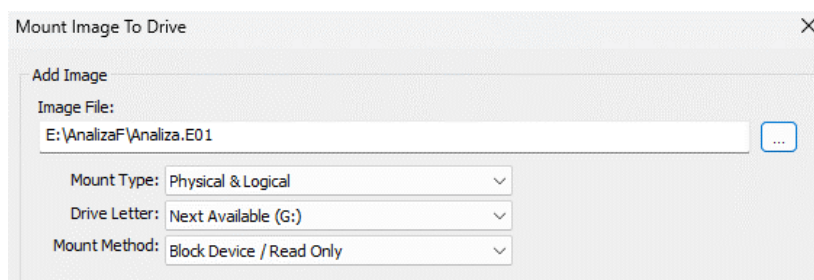 Mount Image To Drive
Add Image
Image File:
E:\AnalizaF\Analiza.E01
...
Mount Type: Physical & Logical
Drive Letter: Next Available (G:)
Mount Method: Block Device / Read Only